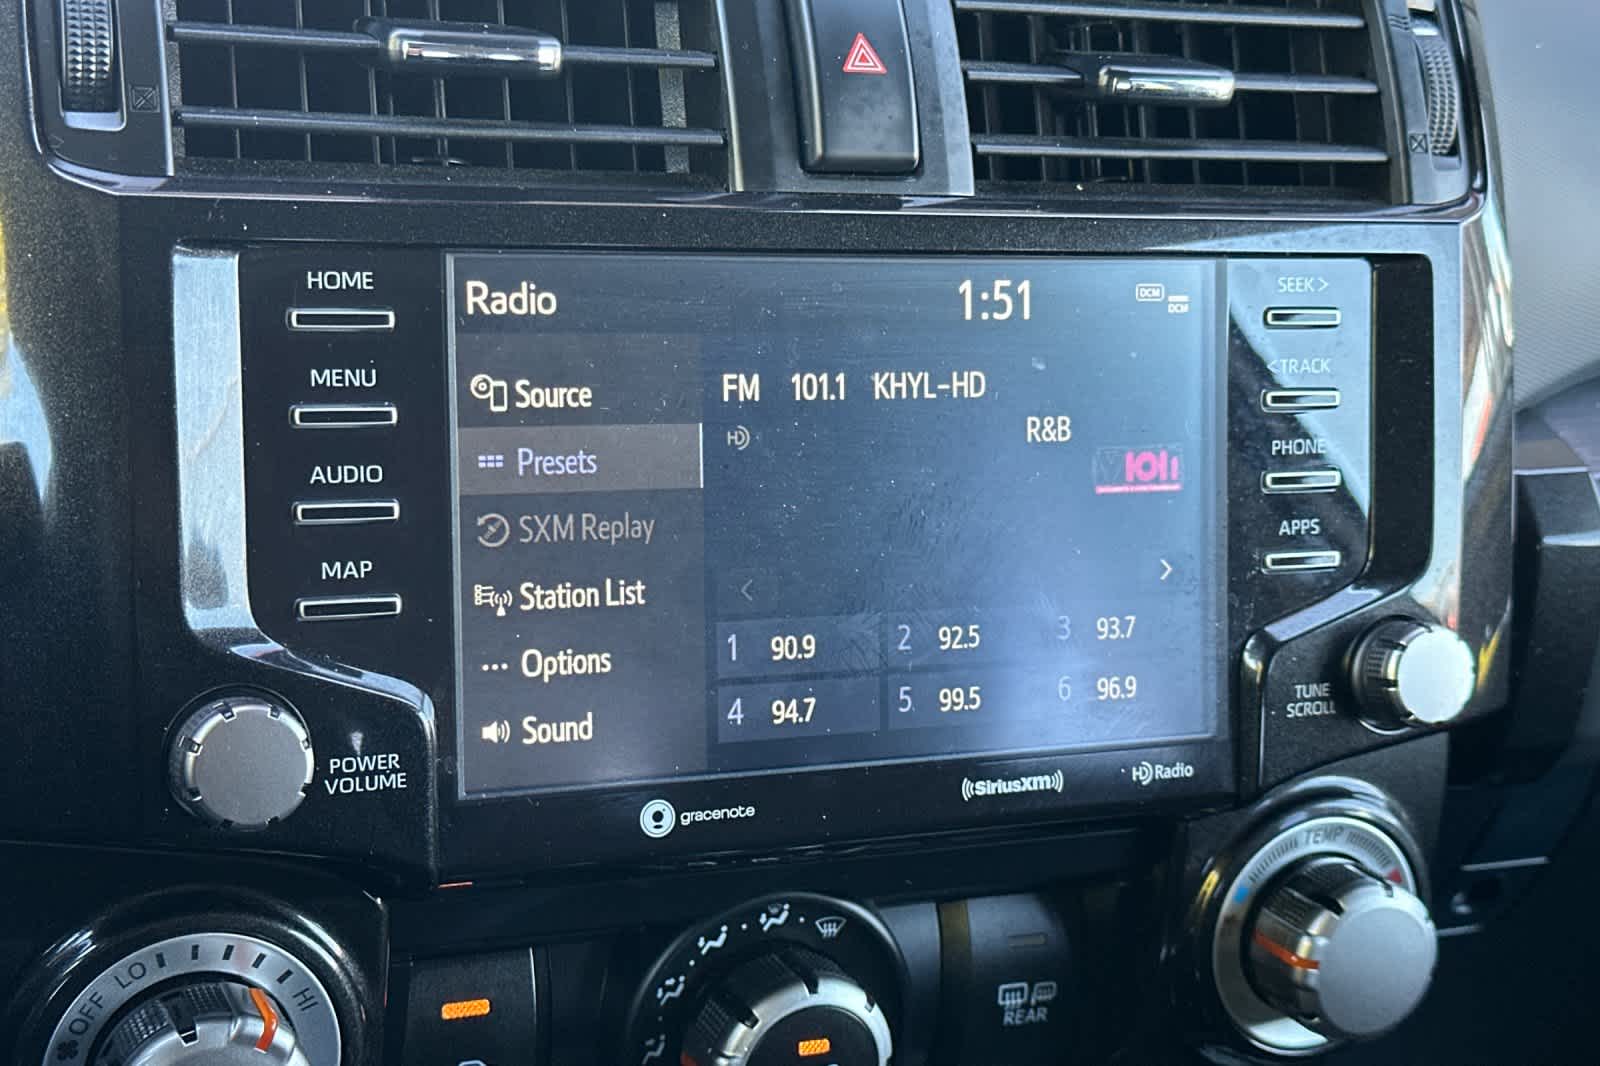 HOME
MENU
AUDIO
MAP
POWER
VOLUME
Radio
1:51
DCM
DCM
Source
Presets
SXM Replay
Station List
Options
Sound
FM 101.1 KHYL-HD
HD
R&B
Y101.1
< >
1 90.9 2 92.5 3 93.7
4 94.7 5 99.5 6 96.9
gracenote
((SiriusXM))
HD Radio
SEEK >
< TRACK
PHONE
APPS
TUNE
SCROLL
TEMP
OFF LO HI
REAR